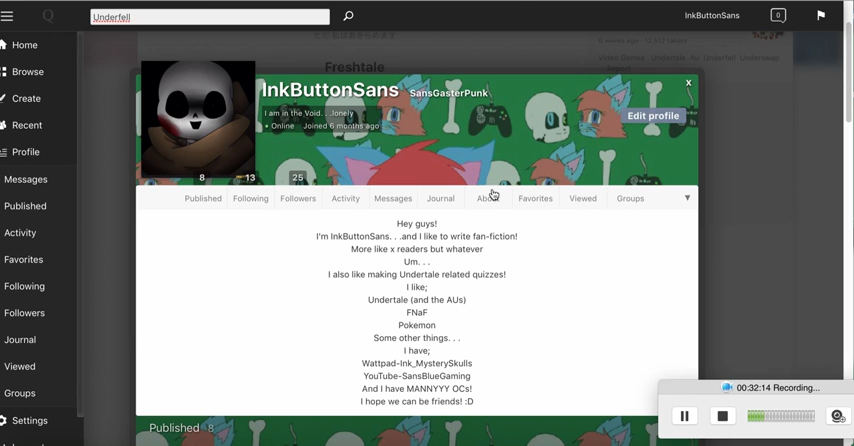 Q
Underfell
InkButtonSans
0
Home
Browse
Create
Recent
Profile
Messages
Published
Activity
Favorites
Following
Followers
Journal
Viewed
Groups
Settings
Freshtale
InkButtonSans SansGasterPunk
x
I am in the Void. . .lonely
• Online Joined 6 months ago
Edit profile
8 13 25
Published Following Followers Activity Messages Journal About Favorites Viewed Groups
Hey guys!
I'm InkButtonSans. . .and I like to write fan-fiction!
More like x readers but whatever
Um. . .
I also like making Undertale related quizzes!
I like;
Undertale (and the AUs)
FNaF
Pokemon
Some other things. . .
I have;
Wattpad-Ink_MysterySkulls
YouTube-SansBlueGaming
And I have MANNYYY OCs!
I hope we can be friends! :D
Published 8
00:32:14 Recording...